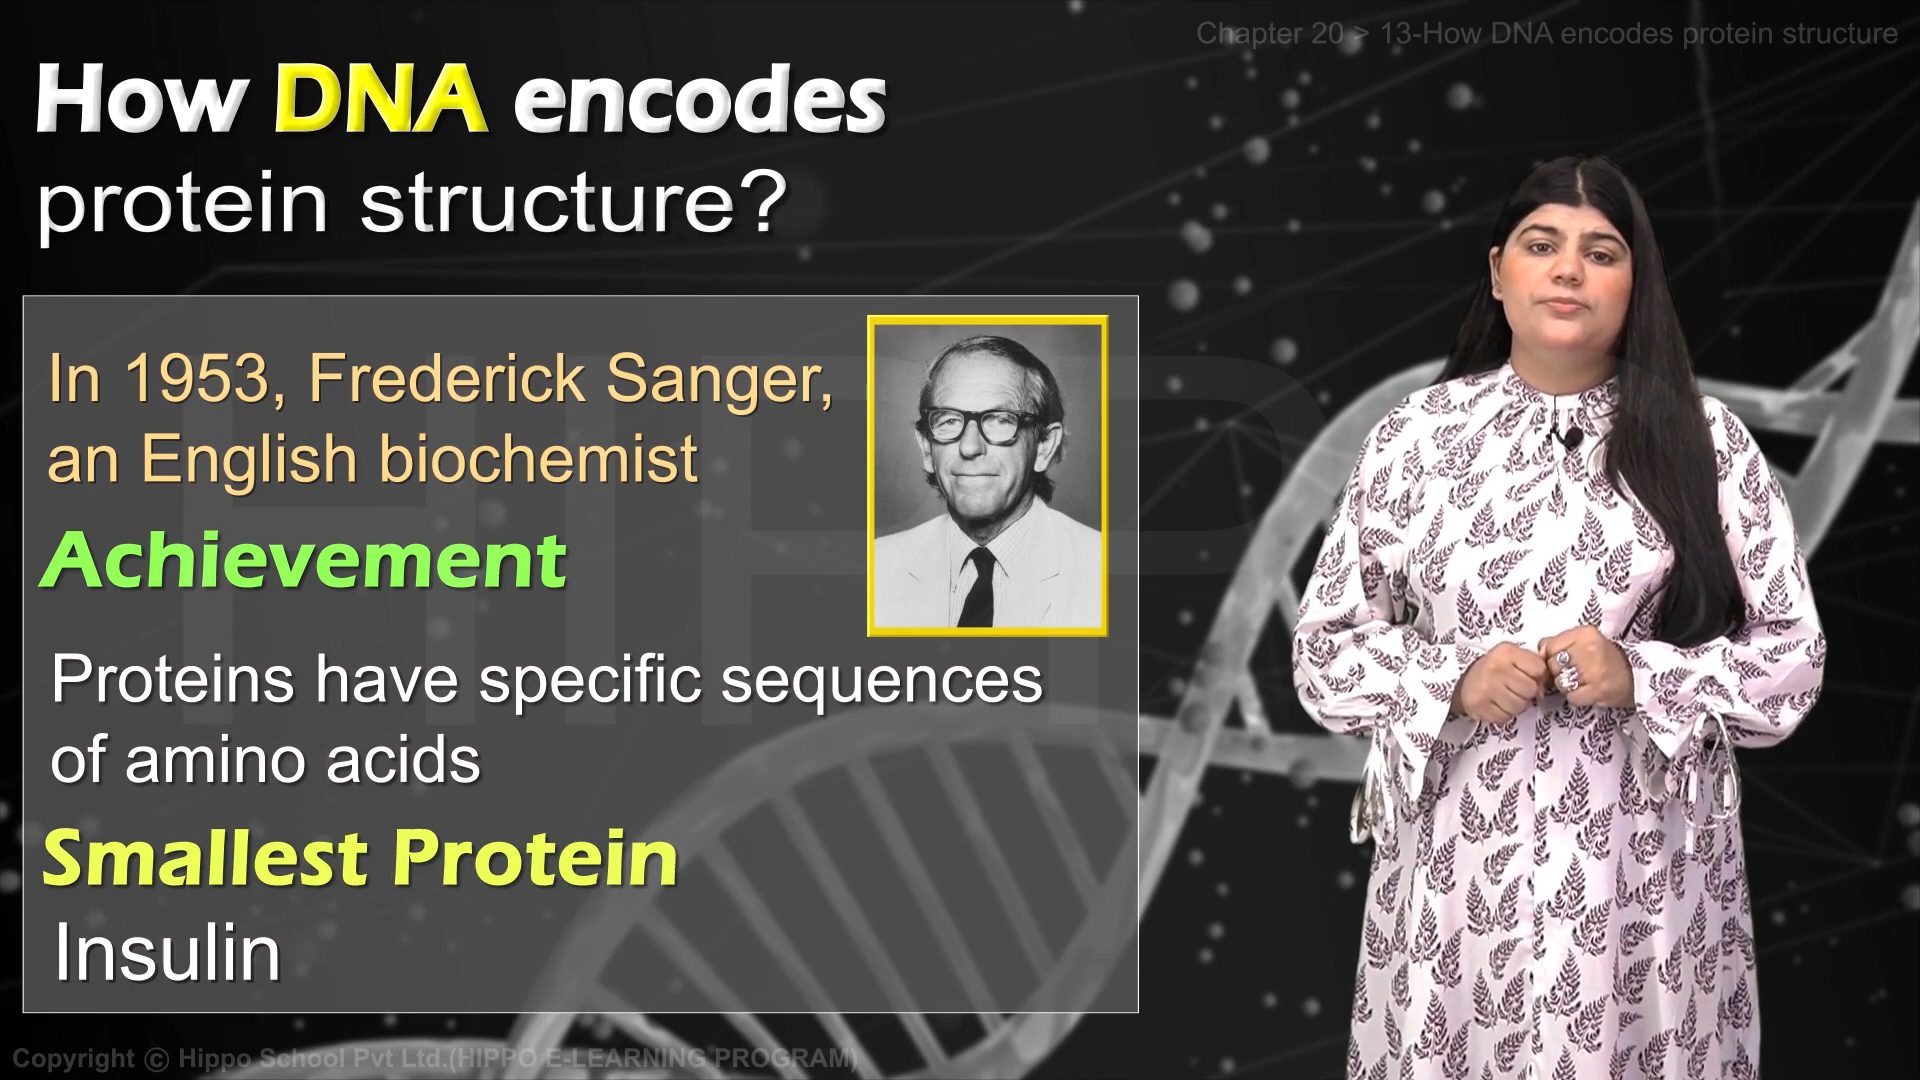 Chapter 20 > 13-How DNA encodes protein structure
How DNA encodes
protein structure?
In 1953, Frederick Sanger,
an English biochemist
Achievement
Proteins have specific sequences
of amino acids
Smallest Protein
Insulin
HIPP
Copyright © Hippo School Pvt Ltd.(HIPPO E-LEARNING PROGRAM)